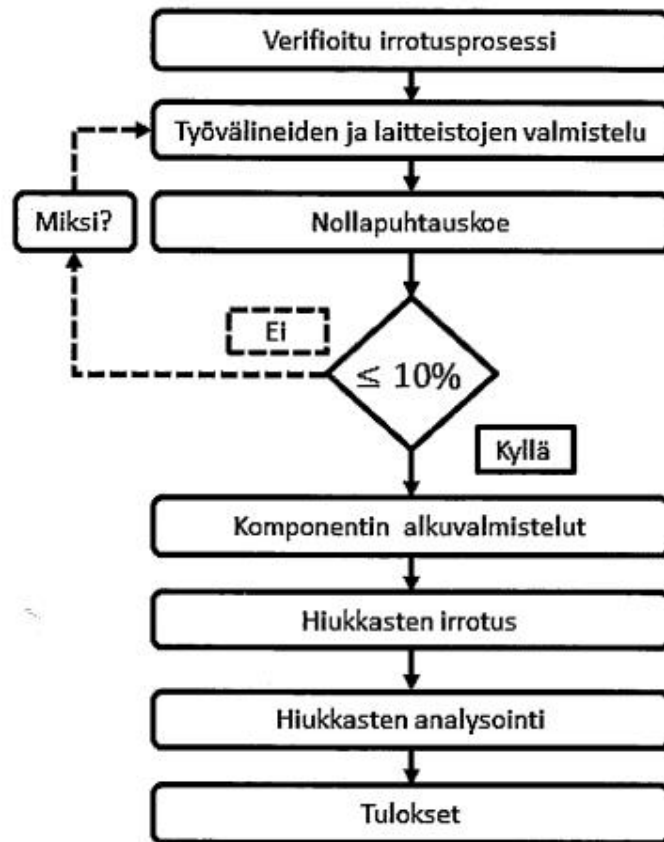 Verifioitu irrotusprosessi
Työvälineiden ja laitteistojen valmistelu
Miksi?
Nollapuhtauskoe
Ei
≤ 10%
Kyllä
Komponentin alkuvalmistelut
Hiukkasten irrotus
Hiukkasten analysointi
Tulokset